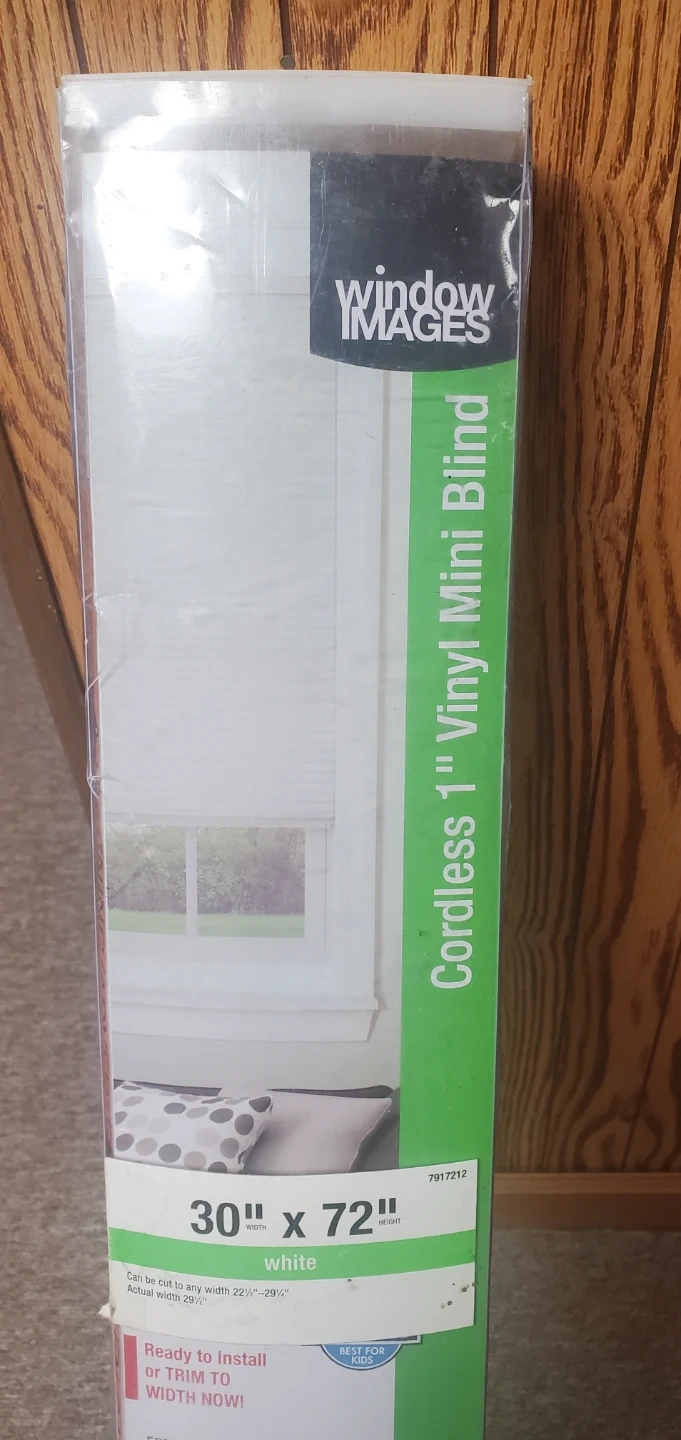 window
IMAGES
Cordless 1" Vinyl Mini Blind
7917212
30" WIDTH x 72" HEIGHT
white
Can be cut to any width 22½"–29¼"
Actual width 29½"
BEST FOR
KIDS
Ready to Install
or TRIM TO
WIDTH NOW!